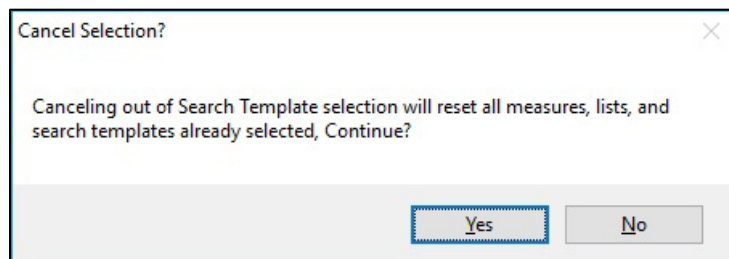 Cancel Selection?
Canceling out of Search Template selection will reset all measures, lists, and
search templates already selected, Continue?
Yes
No